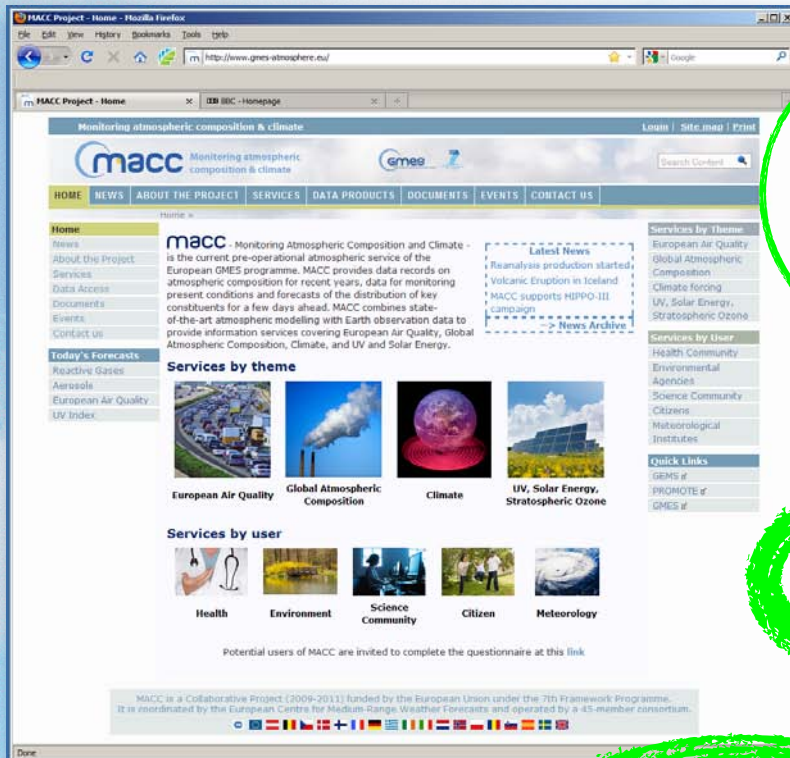 MACC Project - Home - Mozilla Firefox
File Edit View History Bookmarks Tools Help
http://www.gmes-atmosphere.eu/
Google
MACC Project - Home
BBC - Homepage
Monitoring atmospheric composition & climate
Login | Site map | Print
macc Monitoring atmospheric
composition & climate
GMES
Search Content
HOME NEWS ABOUT THE PROJECT SERVICES DATA PRODUCTS DOCUMENTS EVENTS CONTACT US
Home »
Home
News
About the Project
Services
Data Access
Documents
Events
Contact us
Today's Forecasts
Reactive Gases
Aerosols
European Air Quality
UV Index
macc - Monitoring Atmospheric Composition and Climate -
is the current pre-operational atmospheric service of the
European GMES programme. MACC provides data records on
atmospheric composition for recent years, data for monitoring
present conditions and forecasts of the distribution of key
constituents for a few days ahead. MACC combines state-
of-the-art atmospheric modelling with Earth observation data to
provide information services covering European Air Quality, Global
Atmospheric Composition, Climate, and UV and Solar Energy.
Latest News
Reanalysis production started
Volcanic Eruption in Iceland
MACC supports HIPPO-III
campaign
--> News Archive
Services by Theme
European Air Quality
Global Atmospheric
Composition
Climate forcing
UV, Solar Energy,
Stratospheric Ozone
Services by User
Health Community
Environmental
Agencies
Science Community
Citizens
Meteorological
Institutes
Quick Links
GEMS
PROMOTE
GMES
Services by theme
European Air Quality
Global Atmospheric
Composition
Climate
UV, Solar Energy,
Stratospheric Ozone
Services by user
Health
Environment
Science
Community
Citizen
Meteorology
Potential users of MACC are invited to complete the questionnaire at this link
MACC is a Collaborative Project (2009-2011) funded by the European Union under the 7th Framework Programme.
It is coordinated by the European Centre for Medium-Range Weather Forecasts and operated by a 45-member consortium.
Done